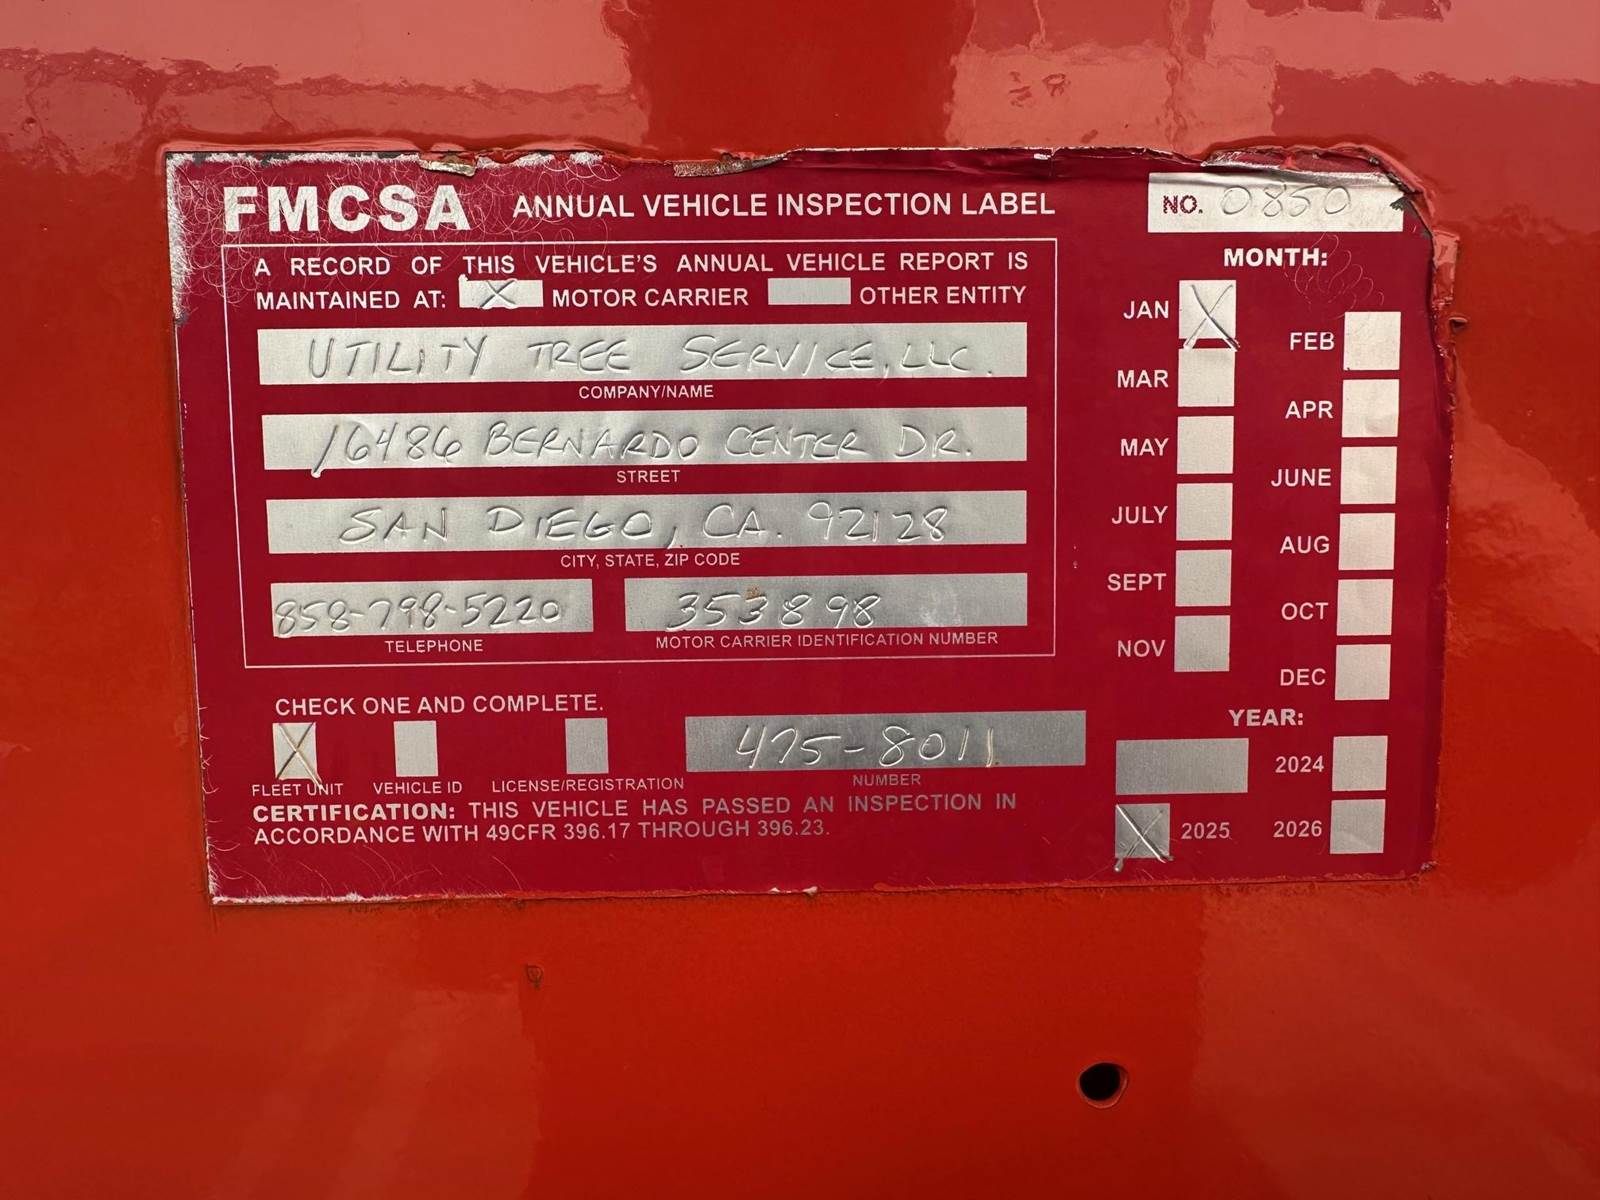 FMCSA ANNUAL VEHICLE INSPECTION LABEL
NO. 0850
A RECORD OF THIS VEHICLE'S ANNUAL VEHICLE REPORT IS
MAINTAINED AT: X MOTOR CARRIER OTHER ENTITY
UTILITY TREE SERVICE, LLC.
COMPANY/NAME
16486 BERNARDO CENTER DR.
STREET
SAN DIEGO, CA. 92128
CITY, STATE, ZIP CODE
858-798-5220 353898
TELEPHONE MOTOR CARRIER IDENTIFICATION NUMBER
CHECK ONE AND COMPLETE.
X 475-8011
FLEET UNIT VEHICLE ID LICENSE/REGISTRATION NUMBER
CERTIFICATION: THIS VEHICLE HAS PASSED AN INSPECTION IN
ACCORDANCE WITH 49CFR 396.17 THROUGH 396.23.
MONTH:
JAN X
FEB
MAR
APR
MAY
JUNE
JULY
AUG
SEPT
OCT
NOV
DEC
YEAR:
2024
X 2025 2026